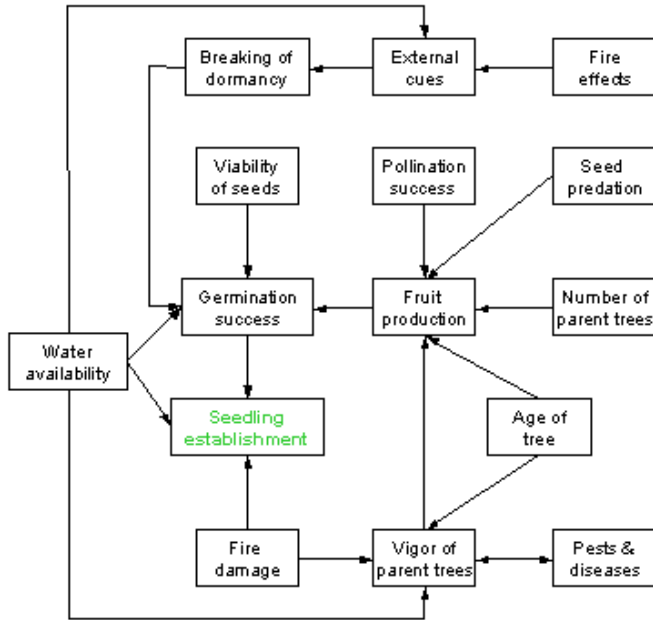 Breaking of
dormancy
External
cues
Fire
effects
Viability
of seeds
Pollination
success
Seed
predation
Germination
success
Fruit
production
Number of
parent trees
Water
availability
Seedling
establishment
Age of
tree
Fire
damage
Vigor of
parent trees
Pests &
diseases